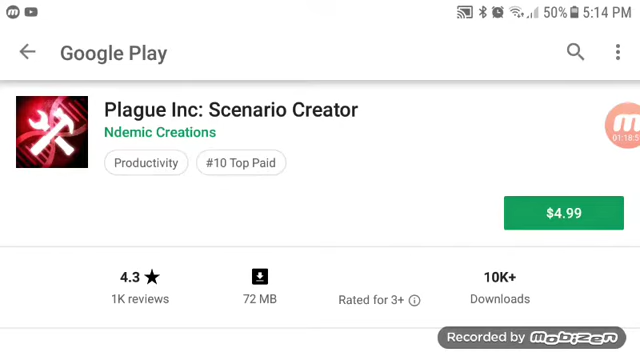 50% 5:14 PM
Google Play
Plague Inc: Scenario Creator
Ndemic Creations
Productivity #10 Top Paid
$4.99
4.3 10K+
1K reviews 72 MB Rated for 3+ Downloads
Recorded by mobizen